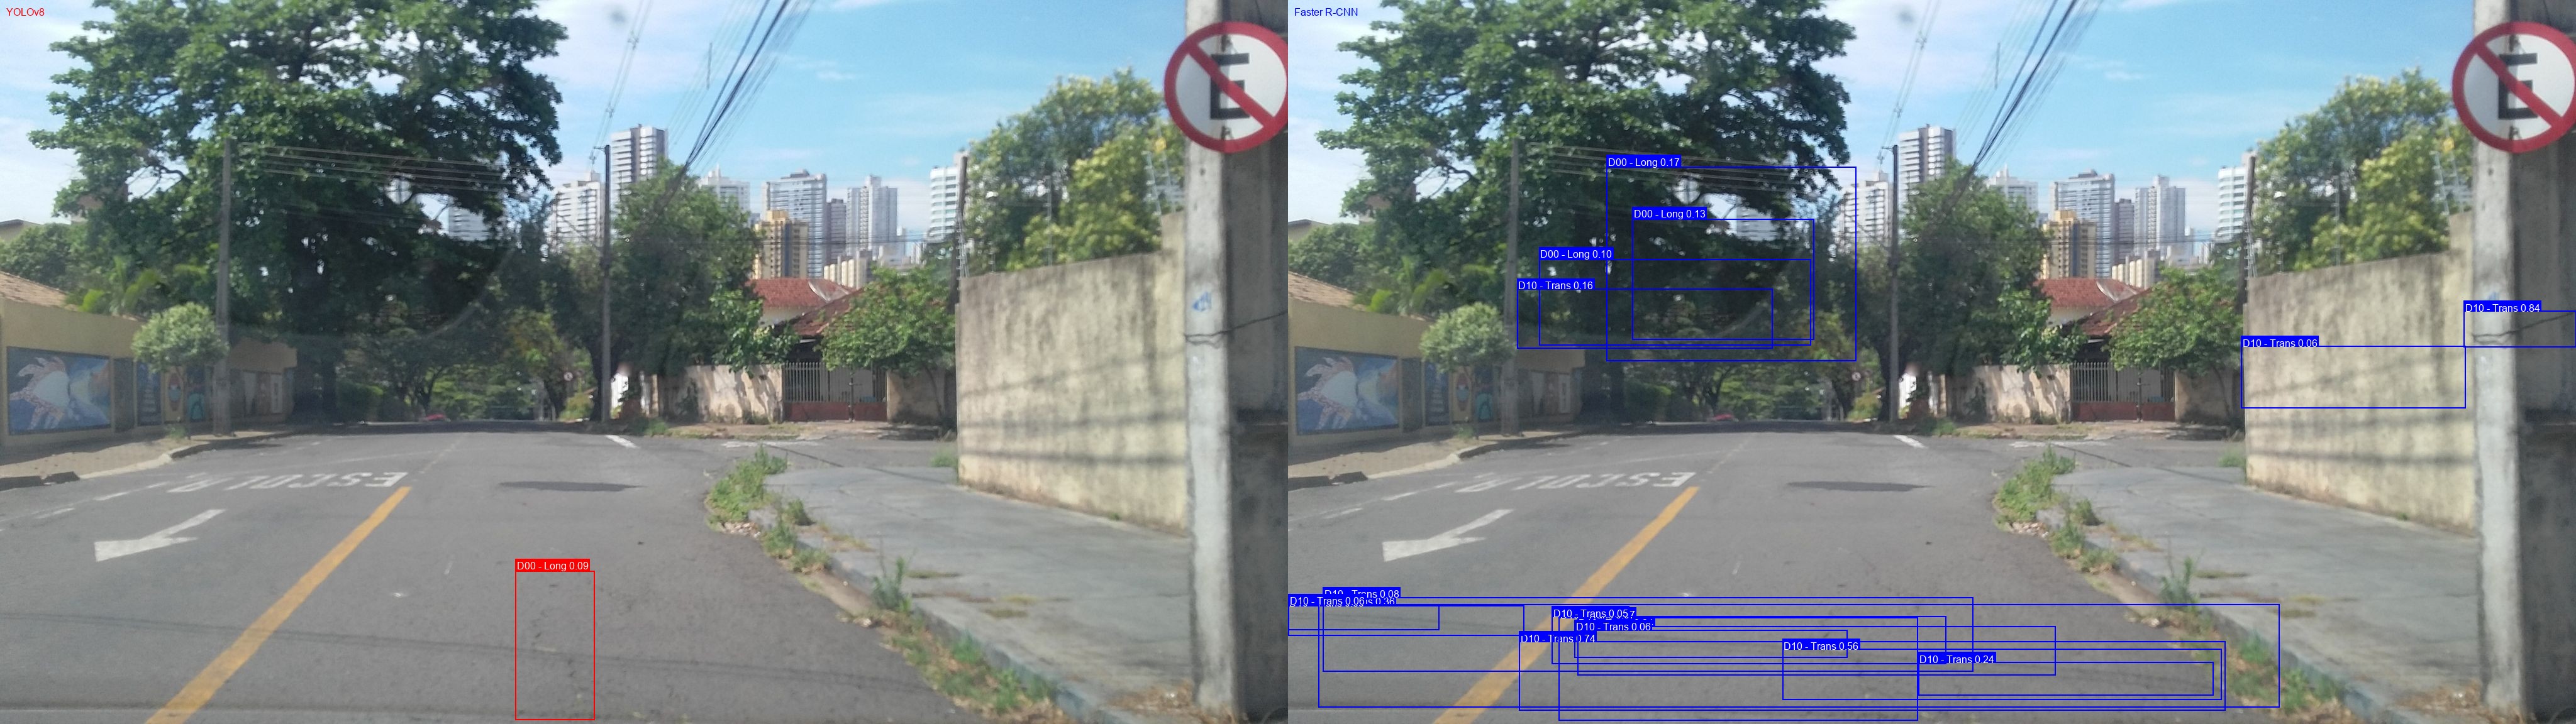 YOLOv8
E
ESCOLA
D00 - Long 0.09
Faster R-CNN
E
D00 - Long 0.17
D00 - Long 0.13
D00 - Long 0.10
D10 - Trans 0.16
D10 - Trans 0.84
D10 - Trans 0.06
ESCOLA
D10 - Trans 0.08
D10 - Trans 0.06
D10 - Trans 0.05
D10 - Trans 0.06
D10 - Trans 0.74
D10 - Trans 0.56
D10 - Trans 0.24